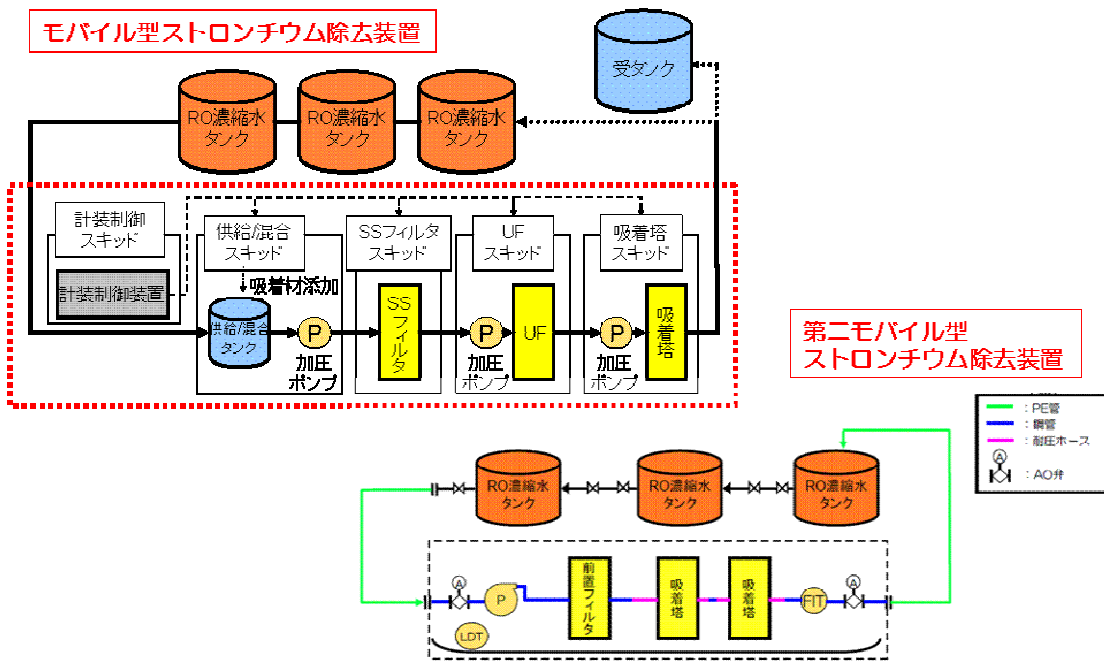 モバイル型ストロンチウム除去装置
受タンク
RO濃縮水
タンク
RO濃縮水
タンク
RO濃縮水
タンク
計装制御
スキッド
供給/混合
スキッド
SSフィルタ
スキッド
UF
スキッド
吸着塔
スキッド
計装制御装置
吸着材添加
供給/混合
タンク
P
加圧
ポンプ
SSフィルタ
P
加圧
ポンプ
UF
P
加圧
ポンプ
吸着塔
第二モバイル型
ストロンチウム除去装置
：PE管
：鋼管
：耐圧ホース
A
：AO弁
RO濃縮水
タンク
RO濃縮水
タンク
RO濃縮水
タンク
A
P
LDT
前置フィルタ
吸着塔
吸着塔
FIT
A